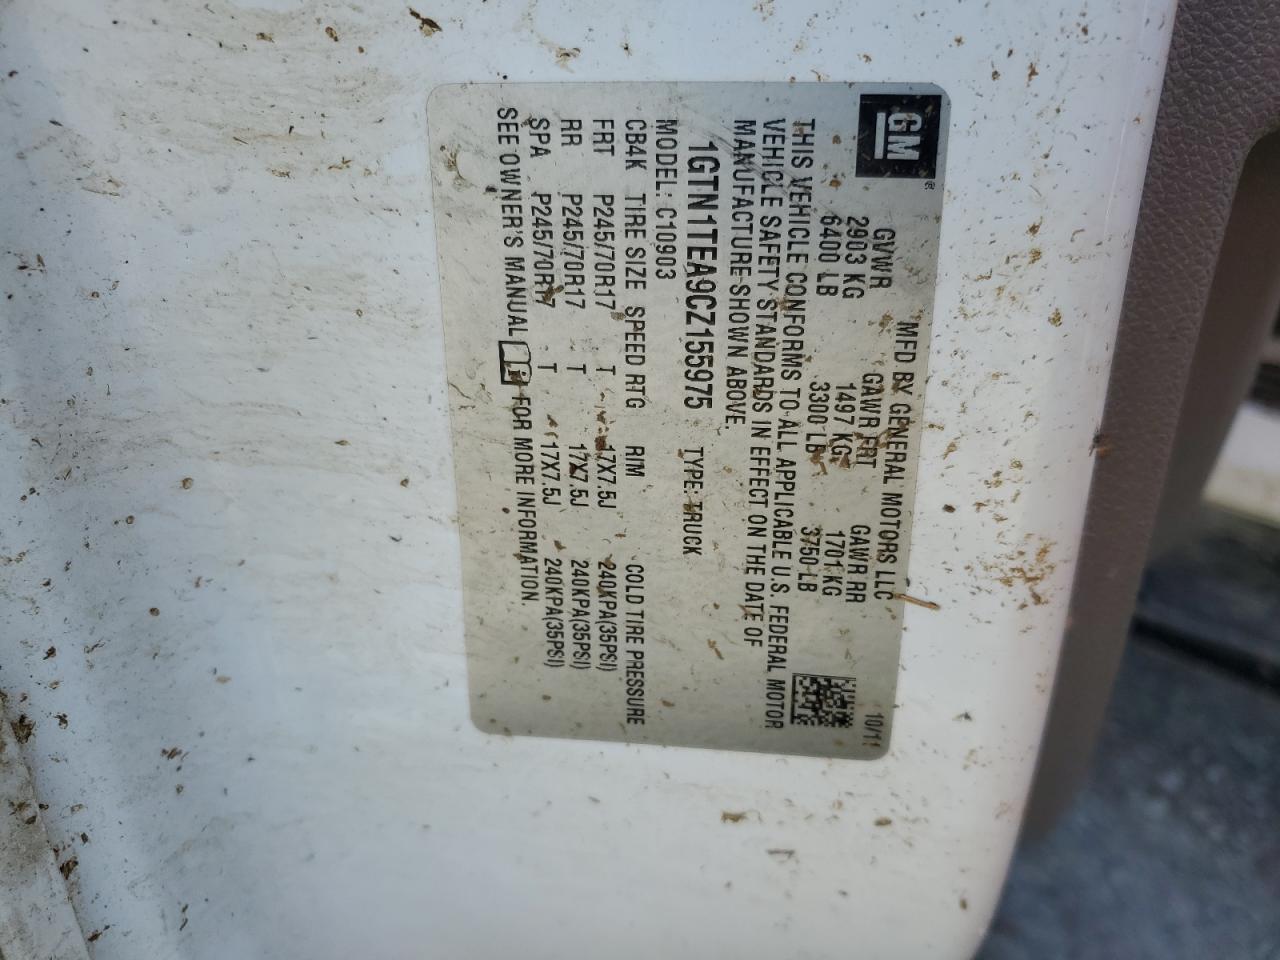 GM®
MFD BY GENERAL MOTORS LLC 10/11
GVWR GAWR FRT GAWR RR
2903 KG 1497 KG 1701 KG
6400 LB 3300 LB 3750 LB
THIS VEHICLE CONFORMS TO ALL APPLICABLE U.S. FEDERAL MOTOR
VEHICLE SAFETY STANDARDS IN EFFECT ON THE DATE OF
MANUFACTURE SHOWN ABOVE.
1GTN1TEA9CZ155975 TYPE: TRUCK
MODEL: C10903
CB4K TIRE SIZE SPEED RTG RIM COLD TIRE PRESSURE
FRT P245/70R17 T 17X7.5J 240KPA(35PSI)
RR P245/70R17 T 17X7.5J 240KPA(35PSI)
SPA P245/70R17 T 17X7.5J 240KPA(35PSI)
SEE OWNER'S MANUAL FOR MORE INFORMATION.